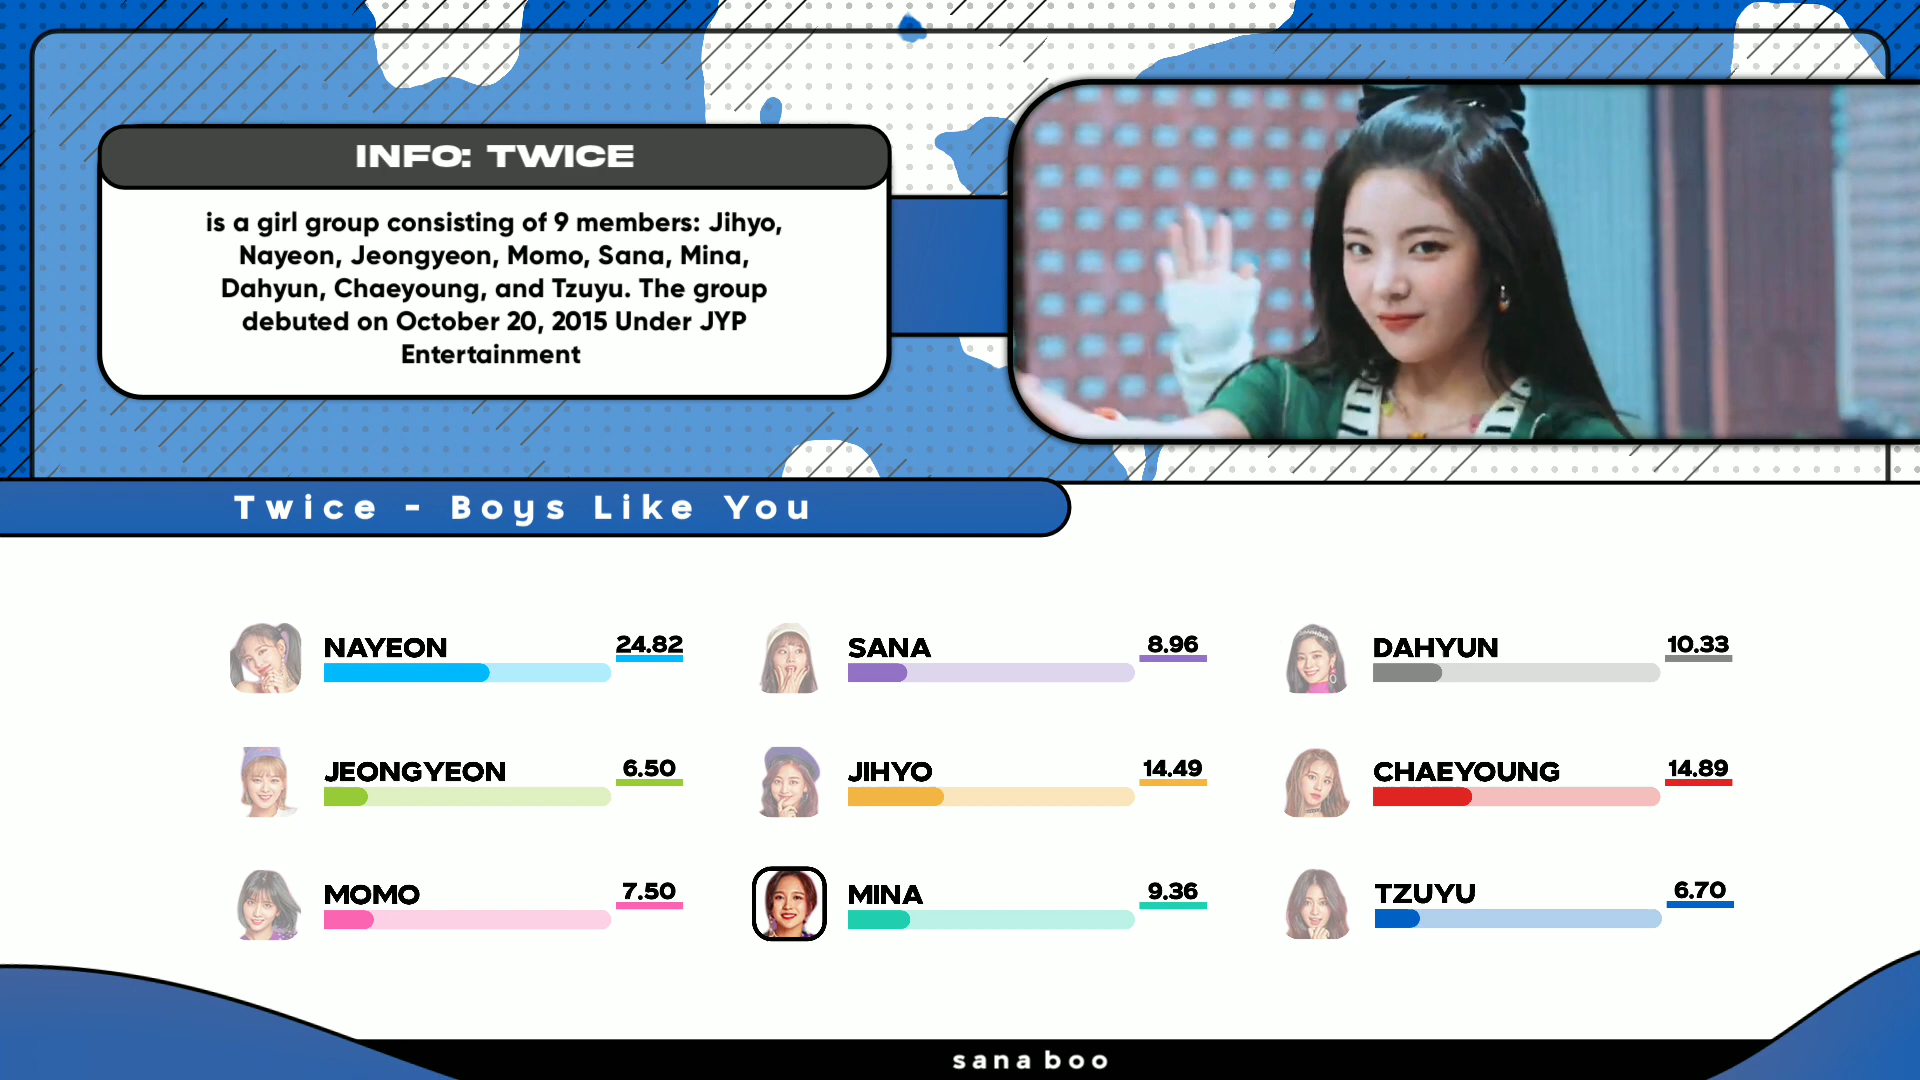 INFO: TWICE
is a girl group consisting of 9 members: Jihyo,
Nayeon, Jeongyeon, Momo, Sana, Mina,
Dahyun, Chaeyoung, and Tzuyu. The group
debuted on October 20, 2015 Under JYP
Entertainment
Twice - Boys Like You
NAYEON 24.82
SANA 8.96
DAHYUN 10.33
JEONGYEON 6.50
JIHYO 14.49
CHAEYOUNG 14.89
MOMO 7.50
MINA 9.36
TZUYU 6.70
sana boo